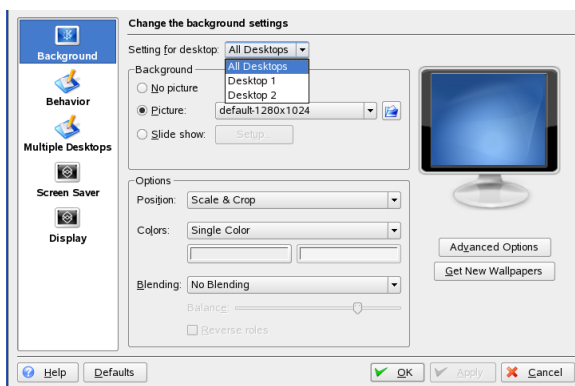 Change the background settings
Setting for desktop: All Desktops
All Desktops
Desktop 1
Desktop 2
Background
Behavior
Multiple Desktops
Screen Saver
Display
Background
No picture
Picture: default-1280x1024
Slide show: Setup...
Options
Position: Scale & Crop
Colors: Single Color
Blending: No Blending
Balance:
Reverse roles
Advanced Options
Get New Wallpapers
Help Defaults OK Apply Cancel